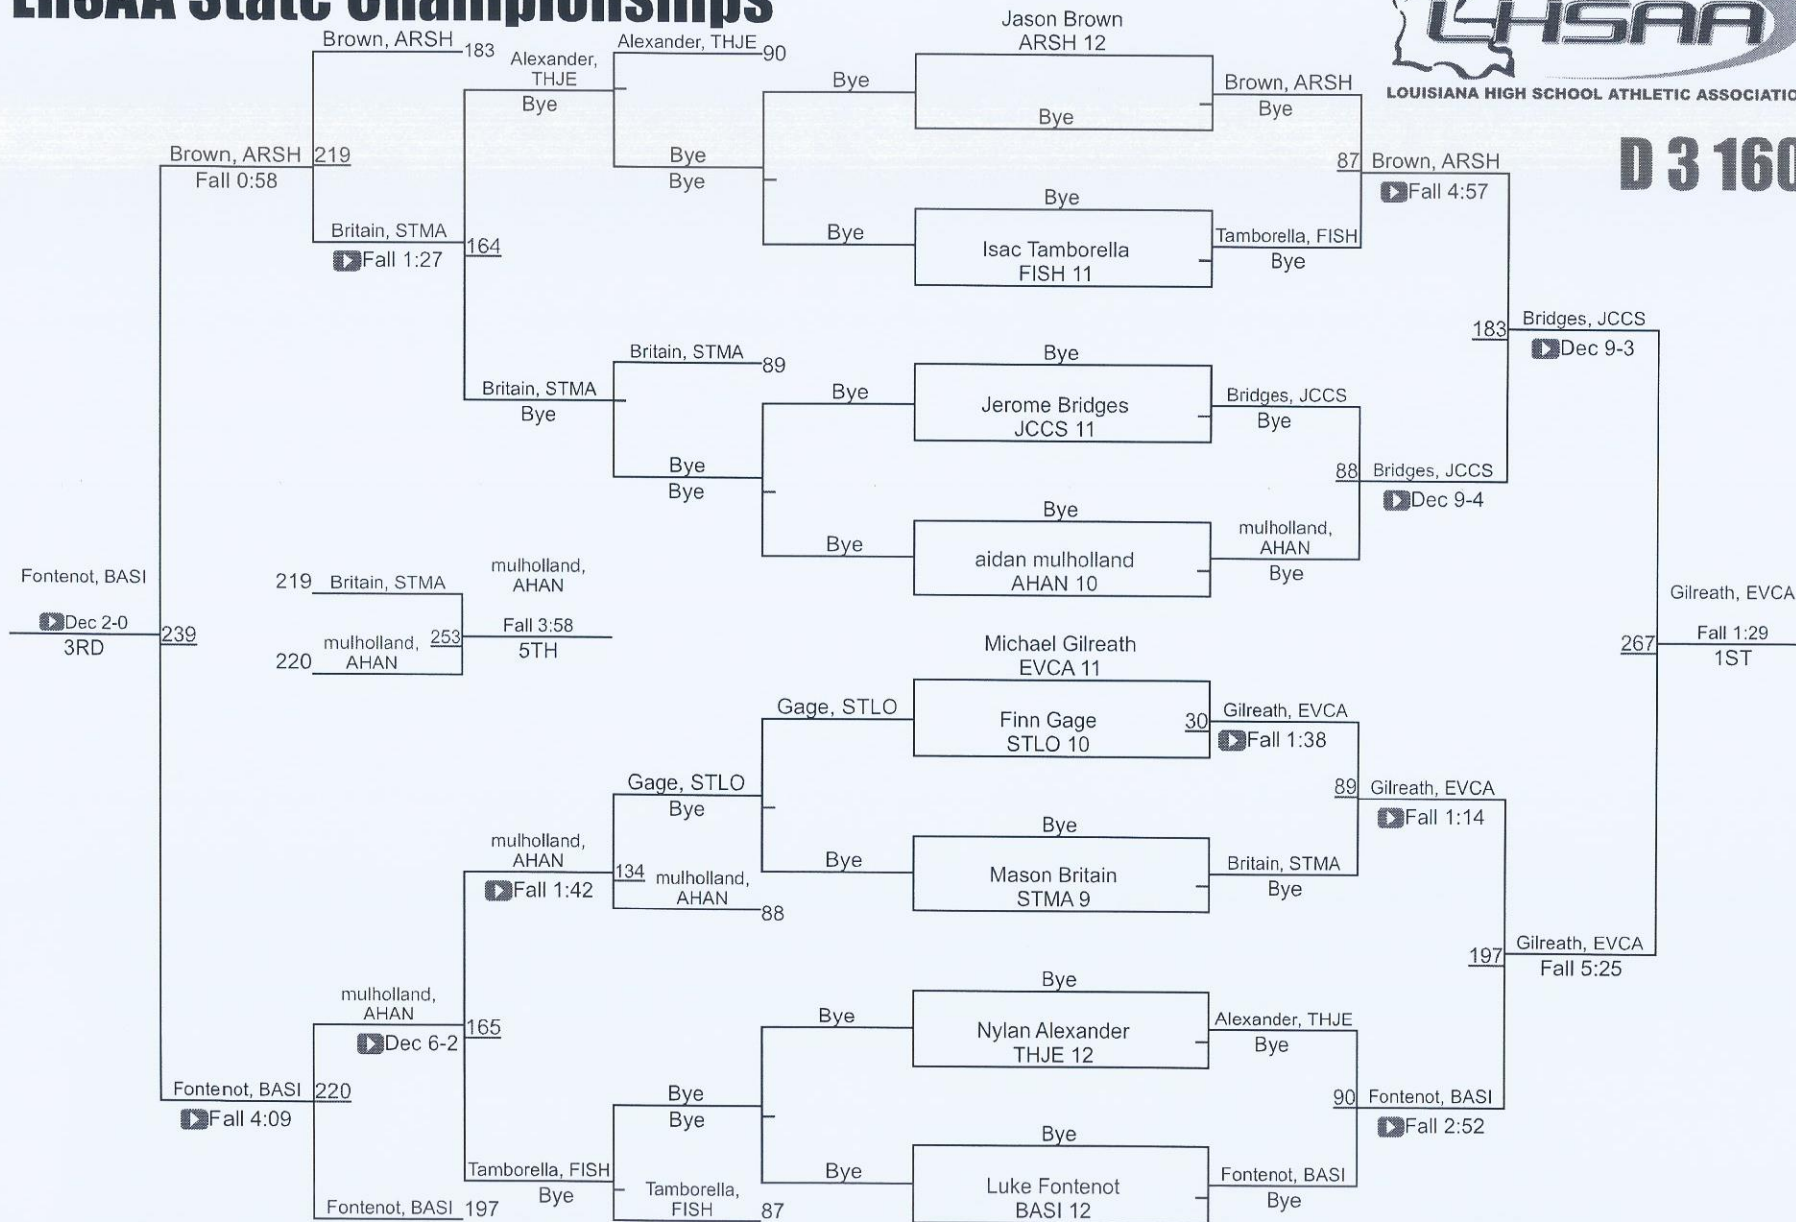 LHSAA State Championships
LHSAA
LOUISIANA HIGH SCHOOL ATHLETIC ASSOCIATIO
D 3 160
Brown, ARSH
183
Brown, ARSH
219
Fall 0:58
Britain, STMA
Fall 1:27
164
Alexander,
THJE
Bye
Alexander, THJE
90
Bye
Bye
Britain, STMA
Bye
Britain, STMA
89
Bye
Bye
Fontenot, BASI
Dec 2-0
3RD
239
219
Britain, STMA
220
mulholland,
AHAN
253
mulholland,
AHAN
Fall 3:58
5TH
Gage, STLO
Bye
mulholland,
AHAN
Fall 1:42
134
mulholland,
AHAN
88
mulholland,
AHAN
Dec 6-2
165
Fontenot, BASI
220
Fall 4:09
Bye
Bye
Tamborella, FISH
Bye
Tamborella,
FISH
87
Fontenot, BASI
197
Bye
Bye
Bye
Bye
Gage, STLO
Bye
Bye
Bye
Jason Brown
ARSH 12
Bye
Bye
Isac Tamborella
FISH 11
Bye
Jerome Bridges
JCCS 11
Bye
aidan mulholland
AHAN 10
Michael Gilreath
EVCA 11
Finn Gage
STLO 10
30
Bye
Mason Britain
STMA 9
Bye
Nylan Alexander
THJE 12
Bye
Luke Fontenot
BASI 12
Brown, ARSH
Bye
Tamborella, FISH
Bye
Bridges, JCCS
Bye
mulholland,
AHAN
Bye
Gilreath, EVCA
Fall 1:38
Britain, STMA
Bye
Alexander, THJE
Bye
Fontenot, BASI
Bye
87
Brown, ARSH
Fall 4:57
88
Bridges, JCCS
Dec 9-4
89
Gilreath, EVCA
Fall 1:14
90
Fontenot, BASI
Fall 2:52
183
Bridges, JCCS
Dec 9-3
197
Gilreath, EVCA
Fall 5:25
267
Gilreath, EVCA
Fall 1:29
1ST